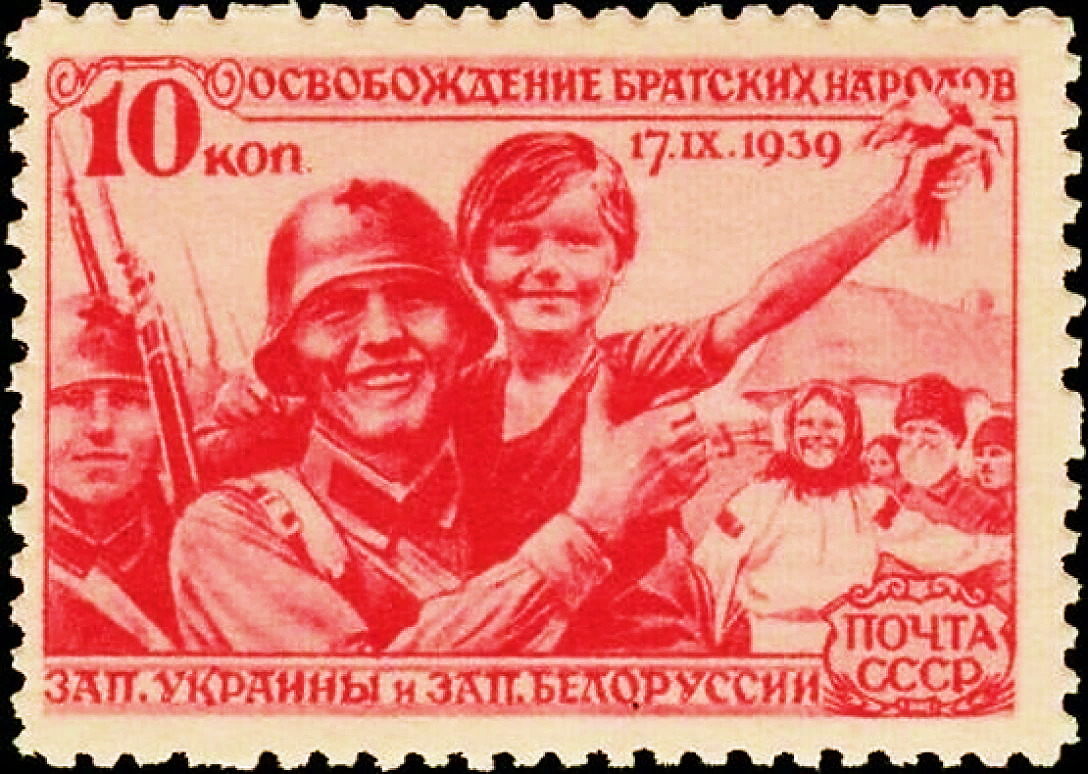 10 коп.
ОСВОБОЖДЕНИЕ БРАТСКИХ НАРОДОВ
17.IX.1939
ЗАП. УКРАИНЫ и ЗАП. БЕЛОРУССИИ
ПОЧТА
СССР